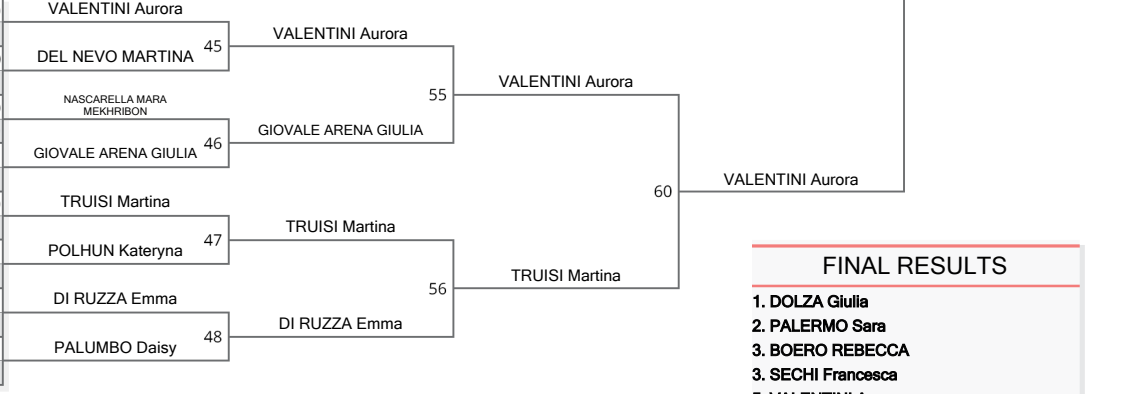 VALENTINI Aurora
DEL NEVO MARTINA
45
VALENTINI Aurora
NASCARELLA MARA
MEKHRIBON
GIOVALE ARENA GIULIA
46
GIOVALE ARENA GIULIA
55
VALENTINI Aurora
TRUISI Martina
POLHUN Kateryna
47
TRUISI Martina
DI RUZZA Emma
PALUMBO Daisy
48
DI RUZZA Emma
56
TRUISI Martina
60
VALENTINI Aurora
FINAL RESULTS
1. DOLZA Giulia
2. PALERMO Sara
3. BOERO REBECCA
3. SECHI Francesca